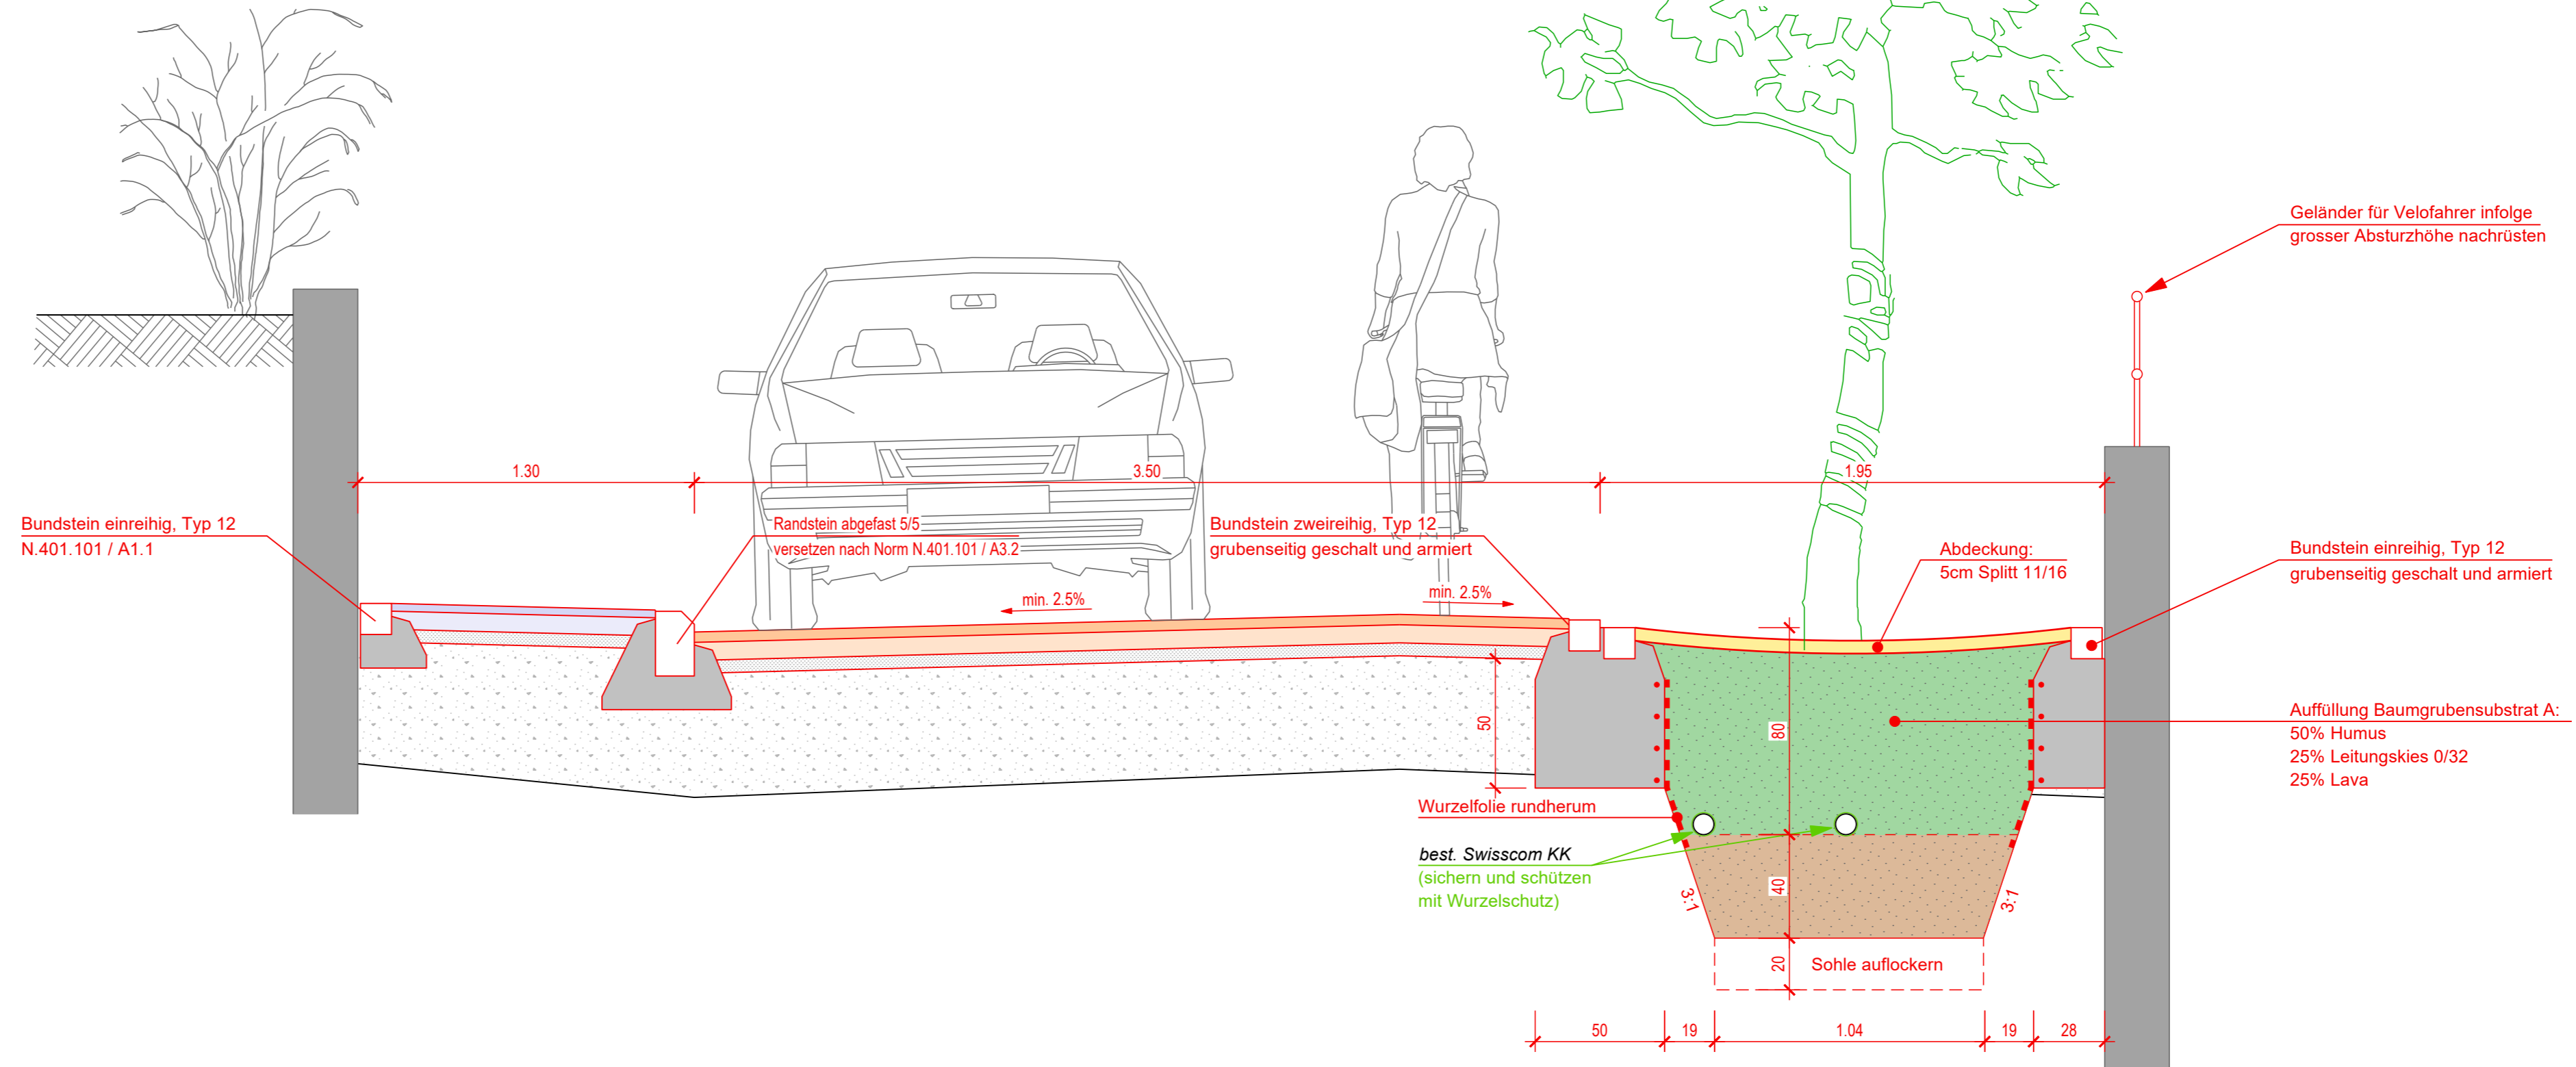 Geländer für Velofahrer infolge
grosser Absturzhöhe nachrüsten
1.30
3.50
1.95
Bundstein einreihig, Typ 12
N.401.101 / A1.1
Randstein abgefast 5/5
versetzen nach Norm N.401.101 / A3.2
Bundstein zweireihig, Typ 12
grubenseitig geschalt und armiert
Abdeckung:
5cm Splitt 11/16
Bundstein einreihig, Typ 12
grubenseitig geschalt und armiert
min. 2.5%
min. 2.5%
50
80
Auffüllung Baumgrubensubstrat A:
50% Humus
25% Leitungskies 0/32
25% Lava
Wurzelfolie rundherum
best. Swisscom KK
(sichern und schützen
mit Wurzelschutz)
3:1
40
3:1
20
Sohle auflockern
50
19
1.04
19
28